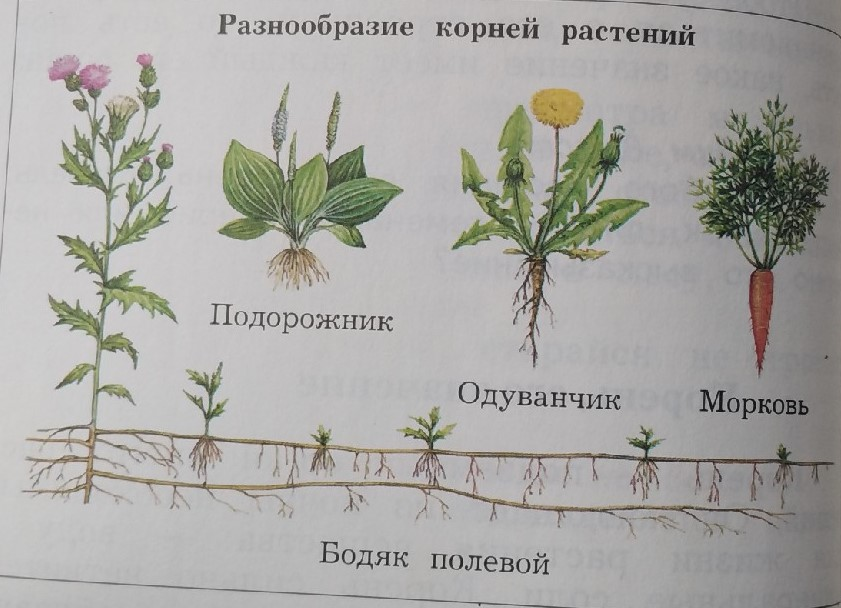 Разнообразие корней растений
Подорожник
Одуванчик
Морковь
Бодяк полевой